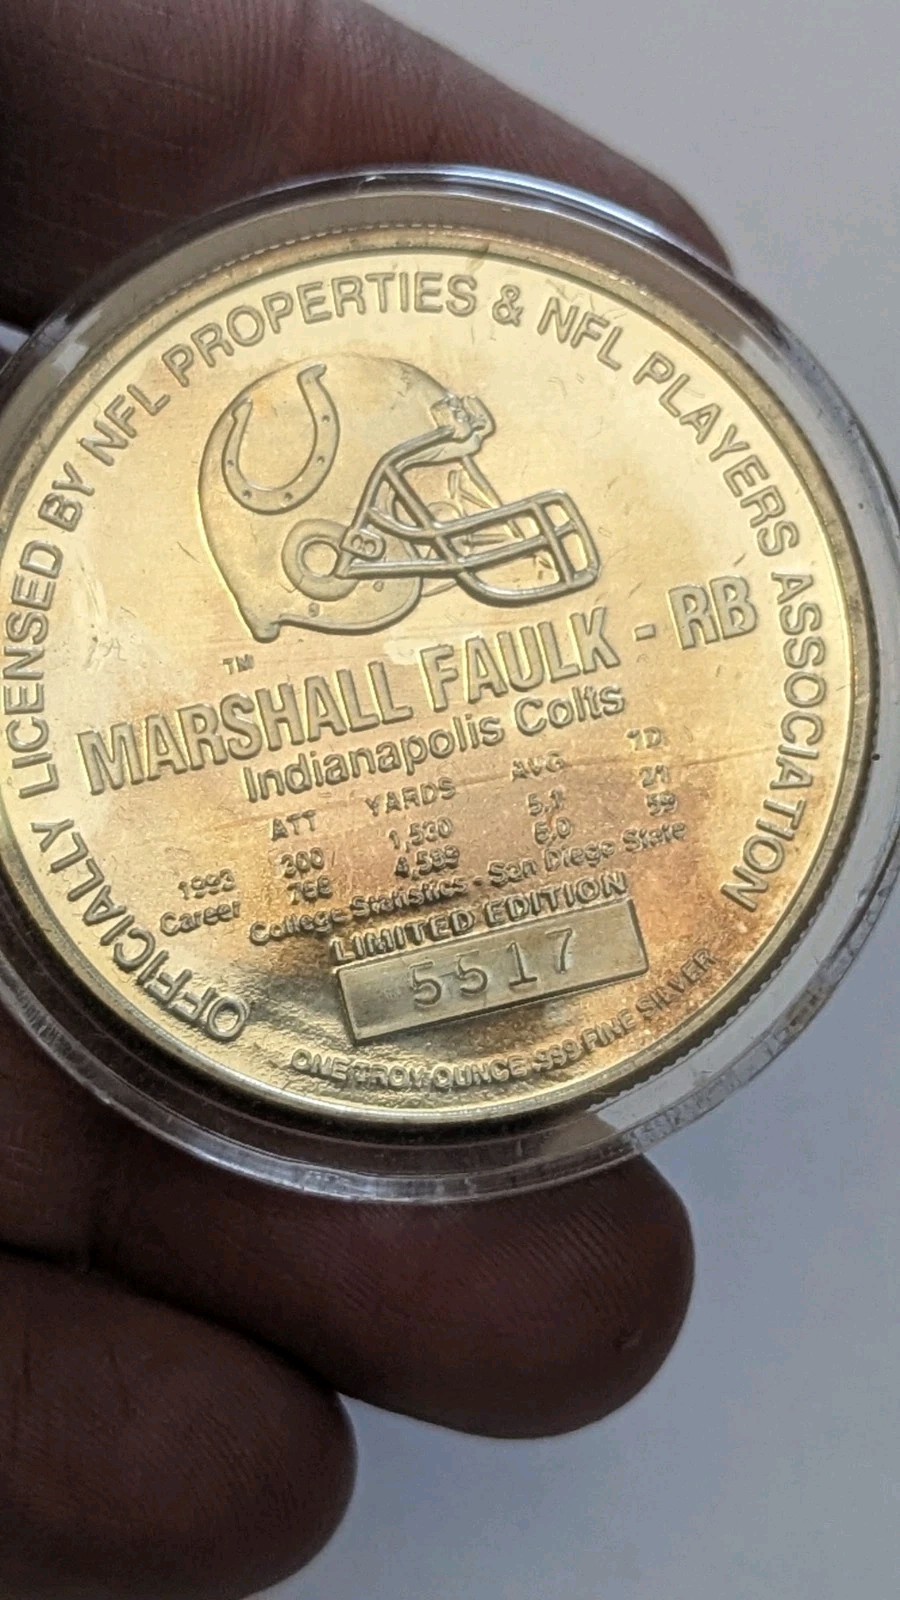 OFFICIALLY LICENSED BY NFL PROPERTIES & NFL PLAYERS ASSOCIATION
3
TM
MARSHALL FAULK - RB
Indianapolis Colts
ATT YARDS AVG TD
1993 300 1,530 5.1 21
Career 766 4,589 6.0 59
College Statistics - San Diego State
LIMITED EDITION
5517
ONE TROY OUNCE .999 FINE SILVER